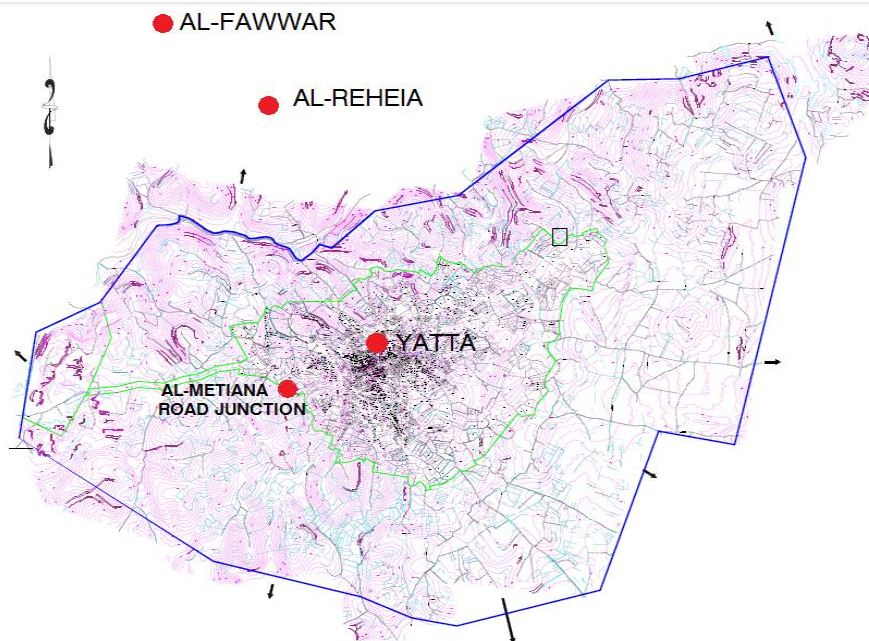 AL-FAWWAR
AL-REHEIA
YATTA
AL-METIANA
ROAD JUNCTION